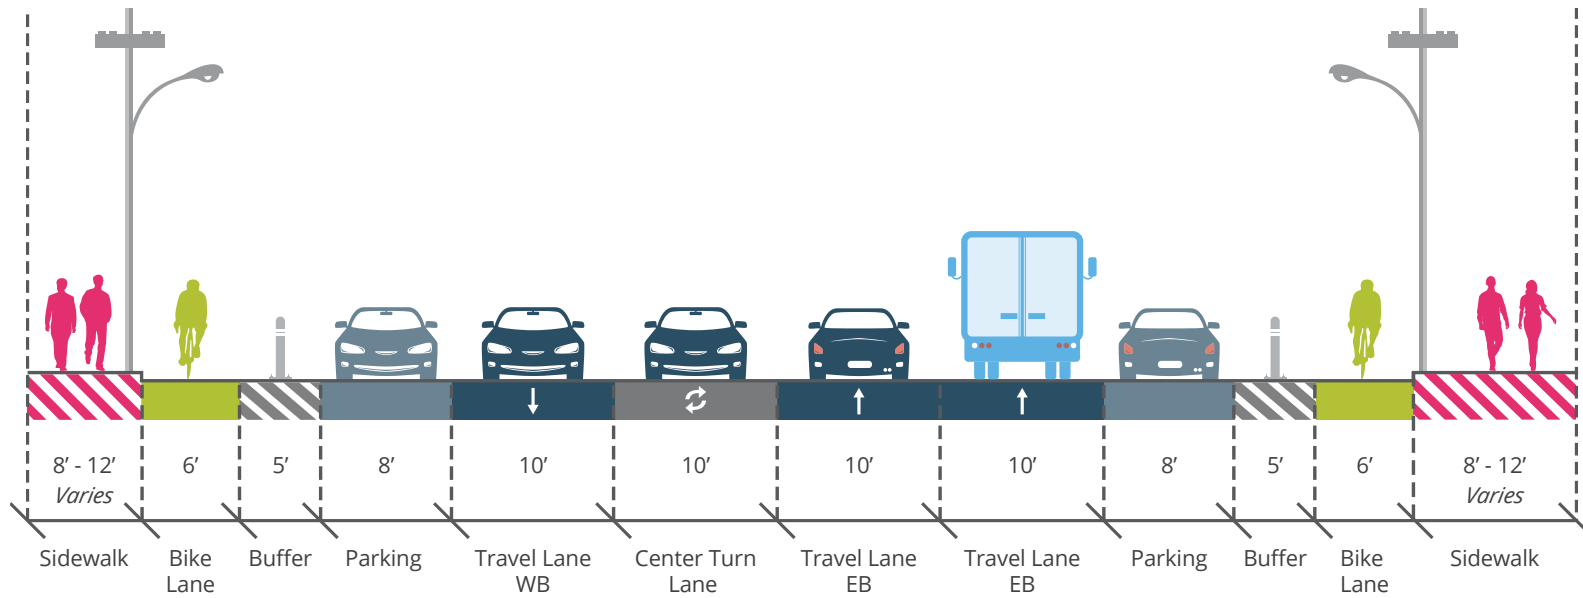 8’ - 12’ 6’ 5’ 8’ 10’ 10’ 10’ 10’ 8’ 5’ 6’ 8’ - 12’
Varies Varies
Sidewalk Bike Buffer Parking Travel Lane Center Turn Travel Lane Travel Lane Parking Buffer Bike Sidewalk
Lane WB Lane EB EB Lane